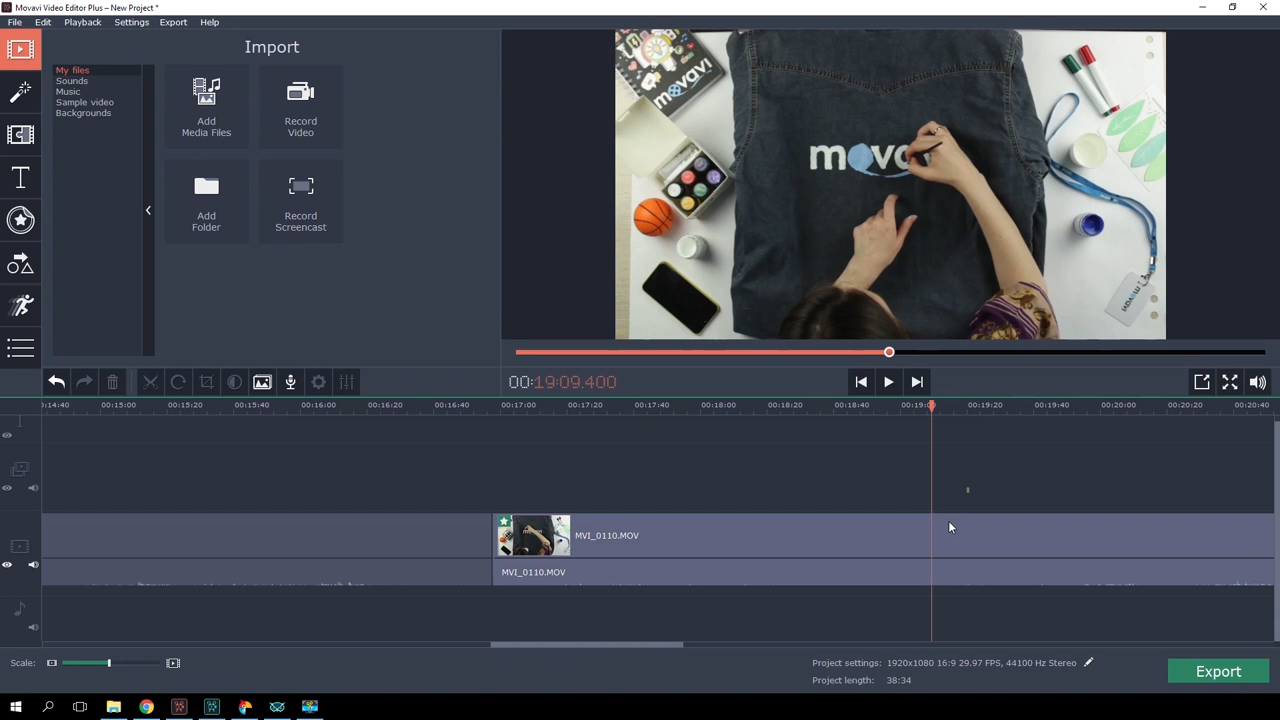 Movavi Video Editor Plus – New Project *
File Edit Playback Settings Export Help
Import
My files
Sounds
Music
Sample video
Backgrounds
Add
Media Files
Record
Video
Add
Folder
Record
Screencast
movavi
mova
movavi
00:19:09.400
0:14:40 00:15:00 00:15:20 00:15:40 00:16:00 00:16:20 00:16:40 00:17:00 00:17:20 00:17:40 00:18:00 00:18:20 00:18:40 00:19:00 00:19:20 00:19:40 00:20:00 00:20:20 00:20:40
MVI_0110.MOV
MVI_0110.MOV
Scale:
Project settings: 1920x1080 16:9 29.97 FPS, 44100 Hz Stereo
Project length: 38:34
Export